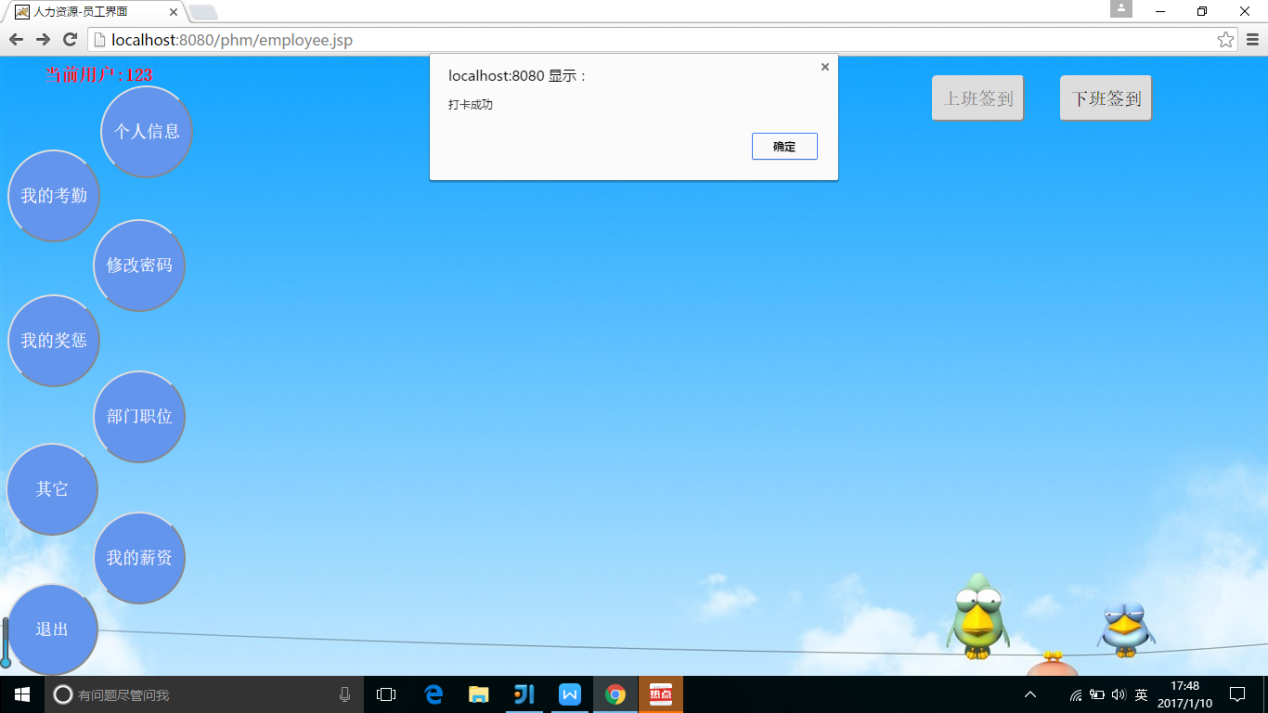 人力资源-员工界面
localhost:8080/phm/employee.jsp
当前用户:123
localhost:8080 显示：
打卡成功
确定
上班签到
下班签到
个人信息
我的考勤
修改密码
我的奖惩
部门职位
其它
我的薪资
退出
有问题尽管问我
热点
英
17:48
2017/1/10